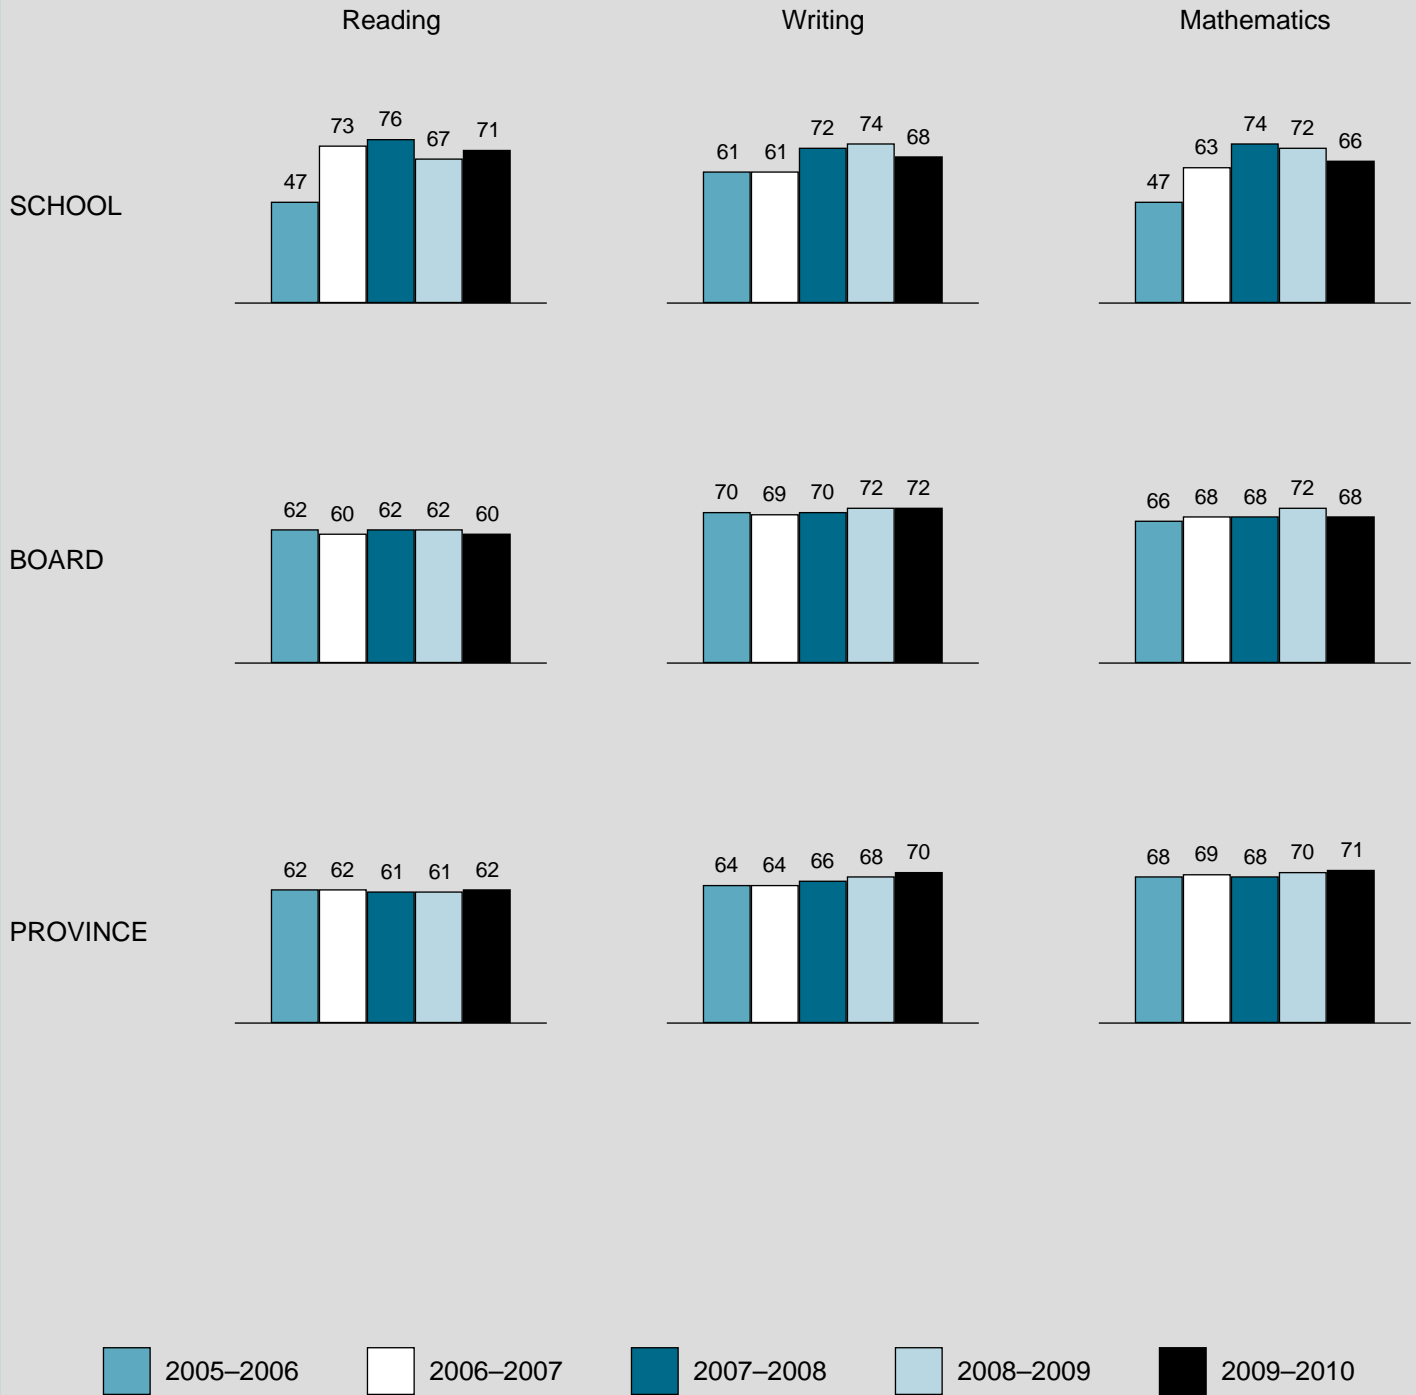 Reading Writing Mathematics
SCHOOL
47 73 76 67 71
61 61 72 74 68
47 63 74 72 66
BOARD
62 60 62 62 60
70 69 70 72 72
66 68 68 72 68
PROVINCE
62 62 61 61 62
64 64 66 68 70
68 69 68 70 71
2005–2006 2006–2007 2007–2008 2008–2009 2009–2010